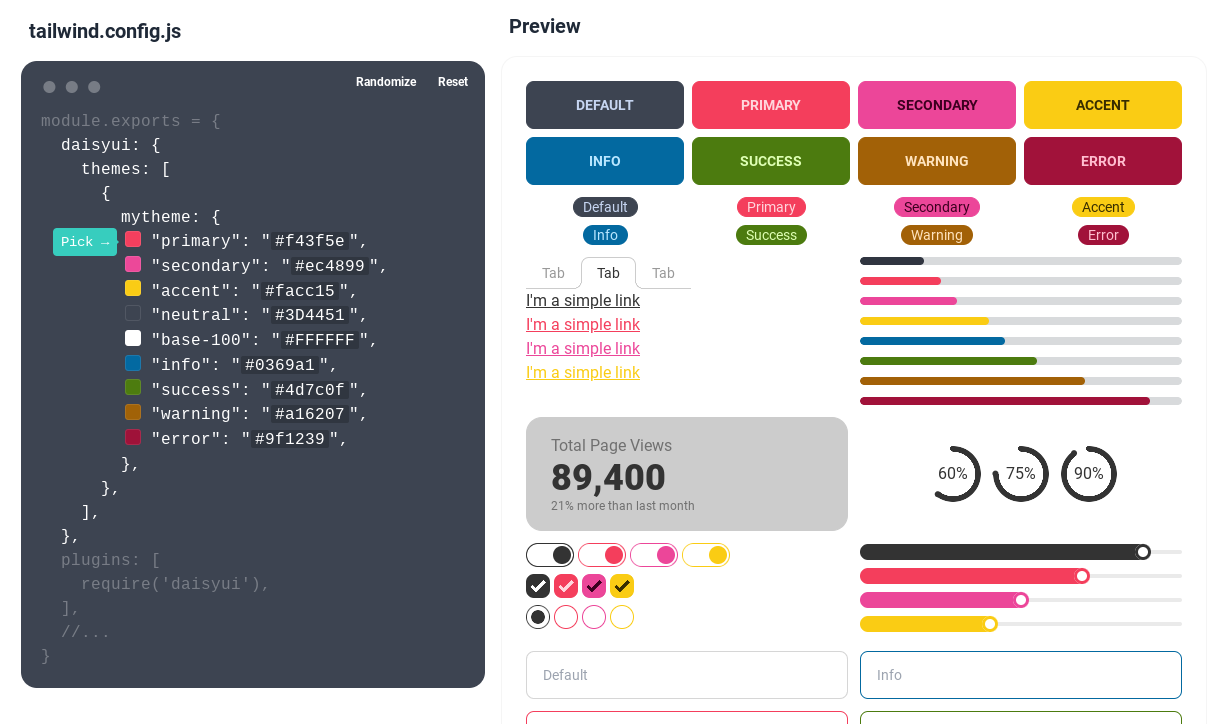 tailwind.config.js
Randomize Reset
module.exports = {
daisyui: {
themes: [
{
mytheme: {
Pick → "primary": "#f43f5e",
"secondary": "#ec4899",
"accent": "#facc15",
"neutral": "#3D4451",
"base-100": "#FFFFFF",
"info": "#0369a1",
"success": "#4d7c0f",
"warning": "#a16207",
"error": "#9f1239",
},
},
],
},
plugins: [
require('daisyui'),
],
//...
}
Preview
DEFAULT PRIMARY SECONDARY ACCENT
INFO SUCCESS WARNING ERROR
Default Primary Secondary Accent
Info Success Warning Error
Tab Tab Tab
I'm a simple link
I'm a simple link
I'm a simple link
I'm a simple link
Total Page Views
89,400
21% more than last month
60% 75% 90%
Default Info